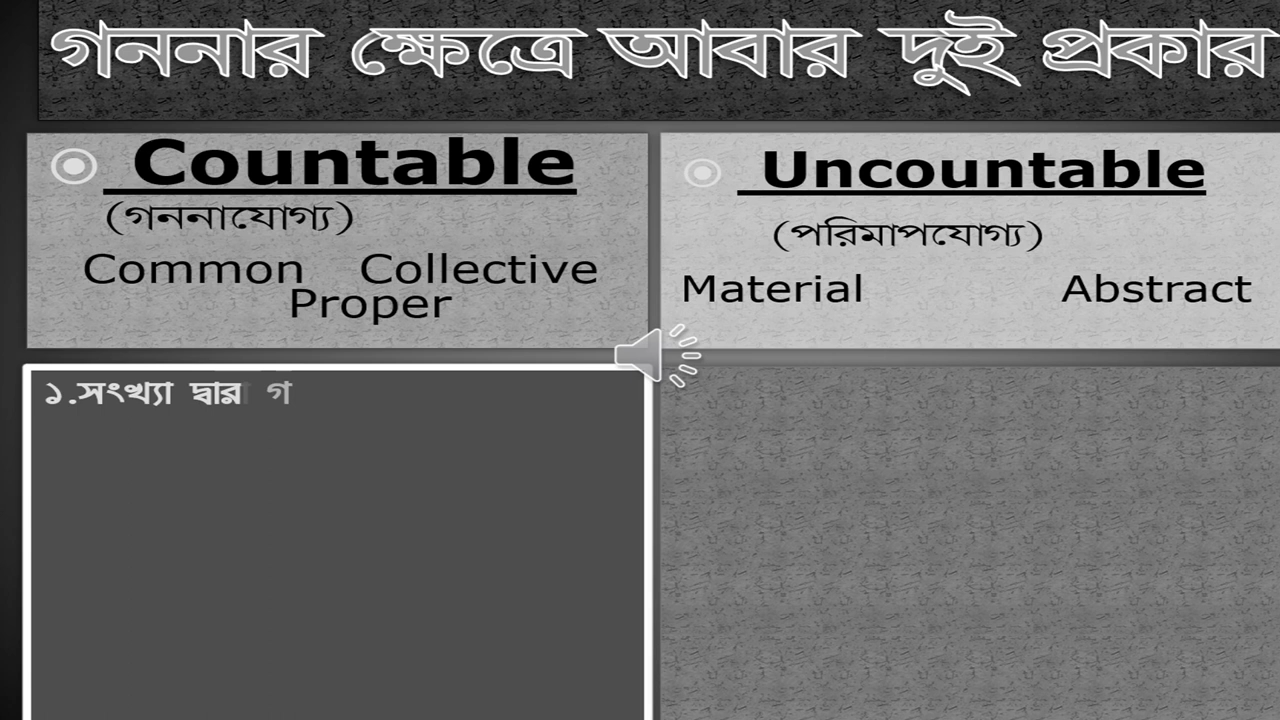 গননার ক্ষেত্রে আবার দুই প্রকার
Countable
(গননাযোগ্য)
Common Collective
Proper
Uncountable
(পরিমাপযোগ্য)
Material Abstract
১.সংখ্যা দ্বারা গ